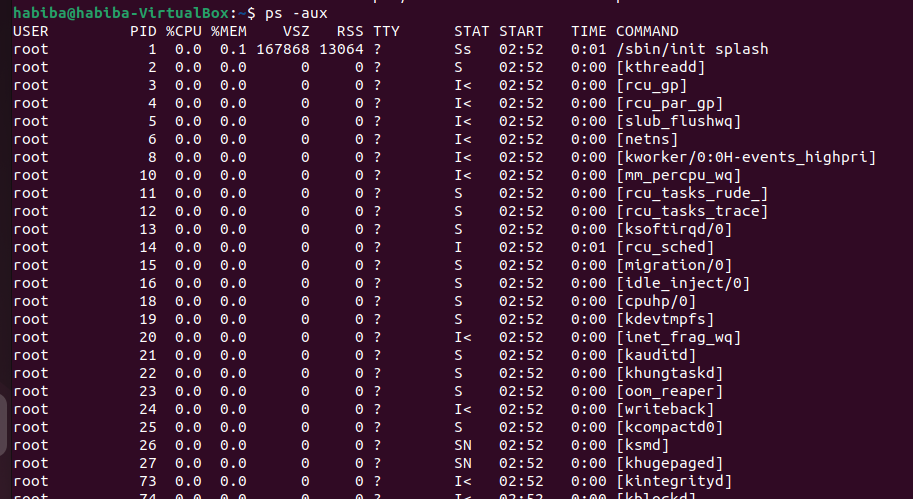 habiba@habiba-VirtualBox:~$ ps -aux
USER PID %CPU %MEM VSZ RSS TTY STAT START TIME COMMAND
root 1 0.0 0.1 167868 13064 ? Ss 02:52 0:01 /sbin/init splash
root 2 0.0 0.0 0 0 ? S 02:52 0:00 [kthreadd]
root 3 0.0 0.0 0 0 ? I< 02:52 0:00 [rcu_gp]
root 4 0.0 0.0 0 0 ? I< 02:52 0:00 [rcu_par_gp]
root 5 0.0 0.0 0 0 ? I< 02:52 0:00 [slub_flushwq]
root 6 0.0 0.0 0 0 ? I< 02:52 0:00 [netns]
root 8 0.0 0.0 0 0 ? I< 02:52 0:00 [kworker/0:0H-events_highpri]
root 10 0.0 0.0 0 0 ? I< 02:52 0:00 [mm_percpu_wq]
root 11 0.0 0.0 0 0 ? S 02:52 0:00 [rcu_tasks_rude_]
root 12 0.0 0.0 0 0 ? S 02:52 0:00 [rcu_tasks_trace]
root 13 0.0 0.0 0 0 ? S 02:52 0:00 [ksoftirqd/0]
root 14 0.0 0.0 0 0 ? I 02:52 0:01 [rcu_sched]
root 15 0.0 0.0 0 0 ? S 02:52 0:00 [migration/0]
root 16 0.0 0.0 0 0 ? S 02:52 0:00 [idle_inject/0]
root 18 0.0 0.0 0 0 ? S 02:52 0:00 [cpuhp/0]
root 19 0.0 0.0 0 0 ? S 02:52 0:00 [kdevtmpfs]
root 20 0.0 0.0 0 0 ? I< 02:52 0:00 [inet_frag_wq]
root 21 0.0 0.0 0 0 ? S 02:52 0:00 [kauditd]
root 22 0.0 0.0 0 0 ? S 02:52 0:00 [khungtaskd]
root 23 0.0 0.0 0 0 ? S 02:52 0:00 [oom_reaper]
root 24 0.0 0.0 0 0 ? I< 02:52 0:00 [writeback]
root 25 0.0 0.0 0 0 ? S 02:52 0:00 [kcompactd0]
root 26 0.0 0.0 0 0 ? SN 02:52 0:00 [ksmd]
root 27 0.0 0.0 0 0 ? SN 02:52 0:00 [khugepaged]
root 73 0.0 0.0 0 0 ? I< 02:52 0:00 [kintegrityd]
root 74 0.0 0.0 0 0 ? I< 02:52 0:00 [kblockd]